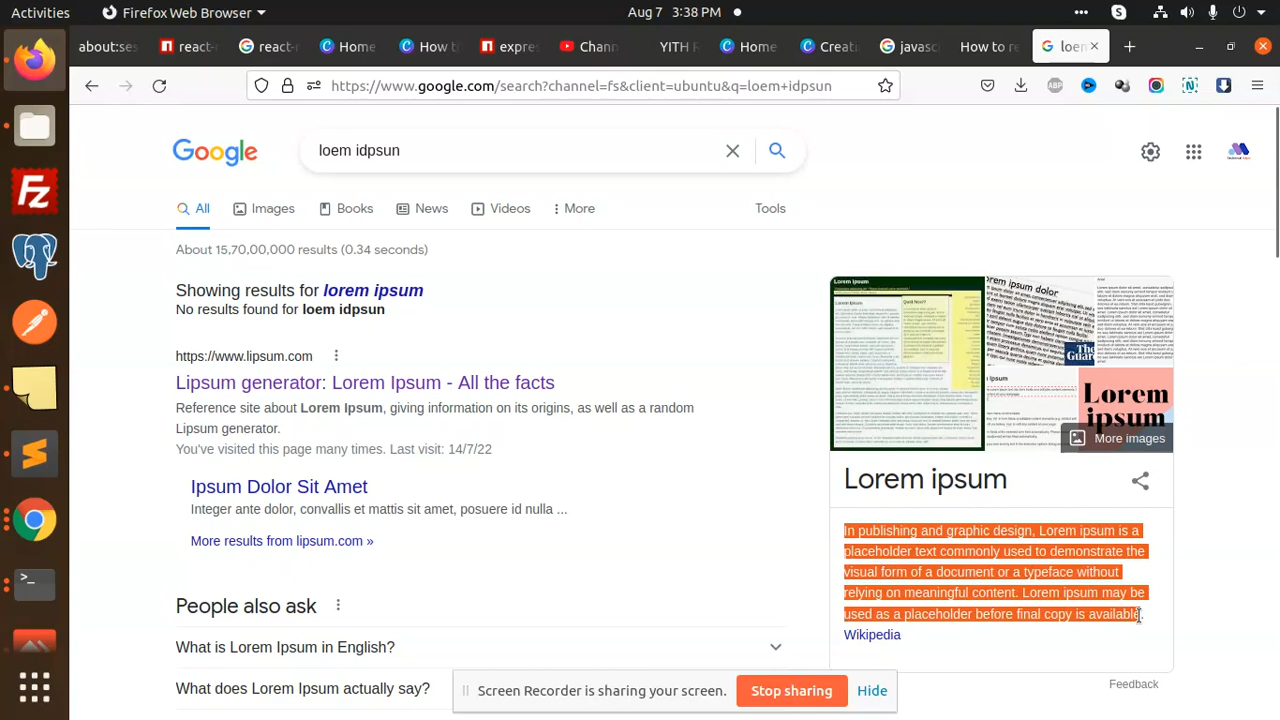 Activities Firefox Web Browser Aug 7 3:38 PM
about:ses react- react- Home How ti expre Chann YITH R Home Creati javasc How to re loem
https://www.google.com/search?channel=fs&client=ubuntu&q=loem+idpsun
Google loem idpsun
All Images Books News Videos More Tools
About 15,70,00,000 results (0.34 seconds)
Showing results for lorem ipsum
No results found for loem idpsun
https://www.lipsum.com
Lipsum generator: Lorem Ipsum - All the facts
Reference site about Lorem Ipsum, giving information on its origins, as well as a random
Lipsum generator.
You've visited this page many times. Last visit: 14/7/22
Ipsum Dolor Sit Amet
Integer ante dolor, convallis et mattis sit amet, posuere id nulla ...
More results from lipsum.com »
People also ask
What is Lorem Ipsum in English?
What does Lorem Ipsum actually say?
Lorem ipsum dolor
The
Guar
Lorem
ipsum
More images
Lorem ipsum
In publishing and graphic design, Lorem ipsum is a
placeholder text commonly used to demonstrate the
visual form of a document or a typeface without
relying on meaningful content. Lorem ipsum may be
used as a placeholder before final copy is available.
Wikipedia
Feedback
Screen Recorder is sharing your screen. Stop sharing Hide